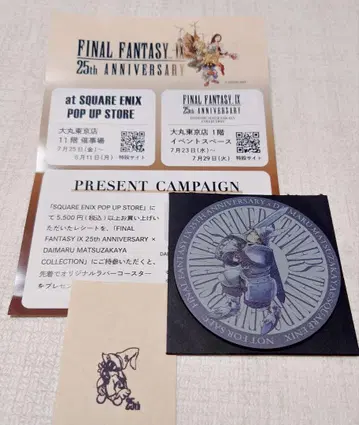 FINAL FANTASY IX
25th ANNIVERSARY
at SQUARE ENIX
POP UP STORE
大丸東京店
11階 催事場
7月25日(金)〜
8月11日(月)
特設サイト
FINAL FANTASY IX
25th ANNIVERSARY
大丸東京店 1階
イベントスペース
7月23日(水)〜
7月29日(火)
特設サイト
PRESENT CAMPAIGN
「SQUARE ENIX POP UP STORE」に
て5,500円(税込)以上お買い上げい
ただいたレシートを、「FINAL
FANTASY IX 25th ANNIVERSARY ×
DAIMARU MATSUZAKAYA
COLLECTION」にご持参いただくと、
先着でオリジナルラバーコースター
をプレゼン
FINAL FANTASY IX 25TH ANNIVERSARY × DAIMARU MATSUZAKAYA × SQUARE ENIX
NOT FOR SALE
25th